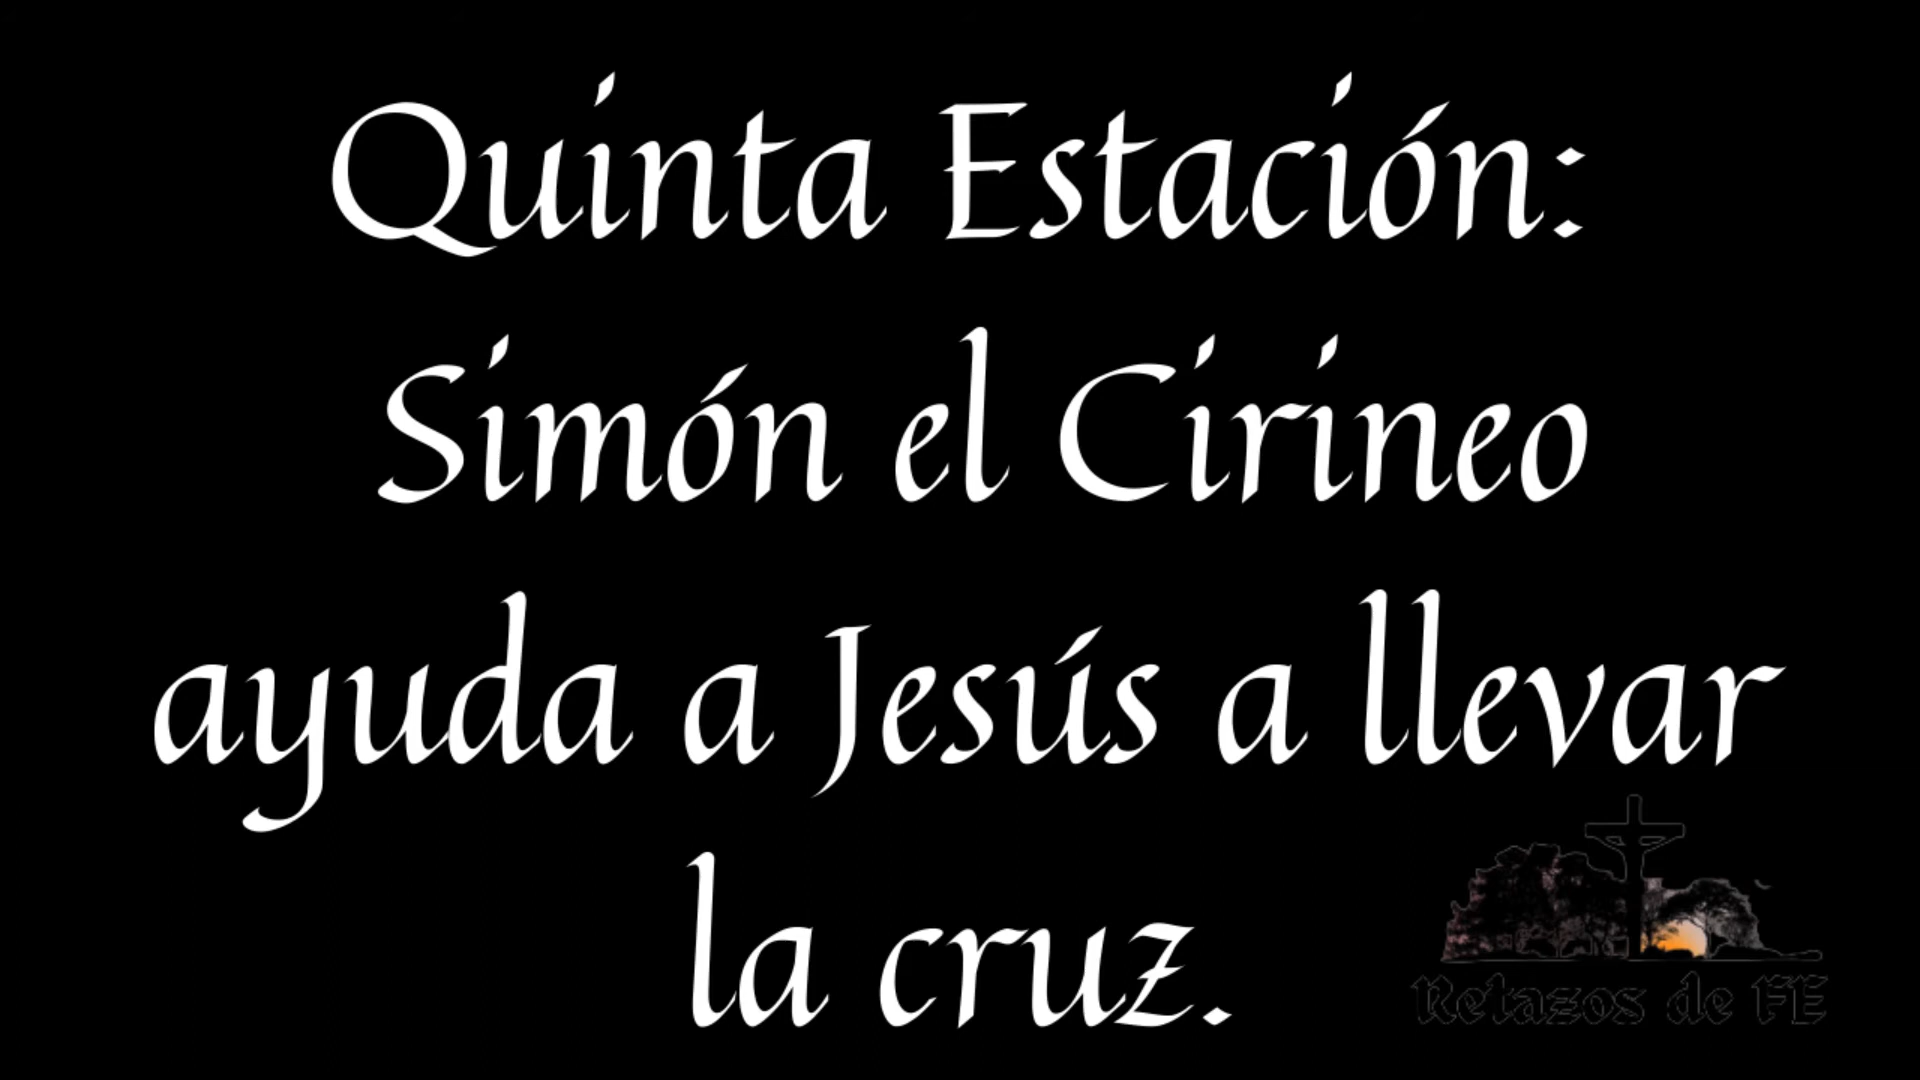 Quinta Estación:
Simón el Cirineo
ayuda a Jesús a llevar
la cruz.
Retazos de FE